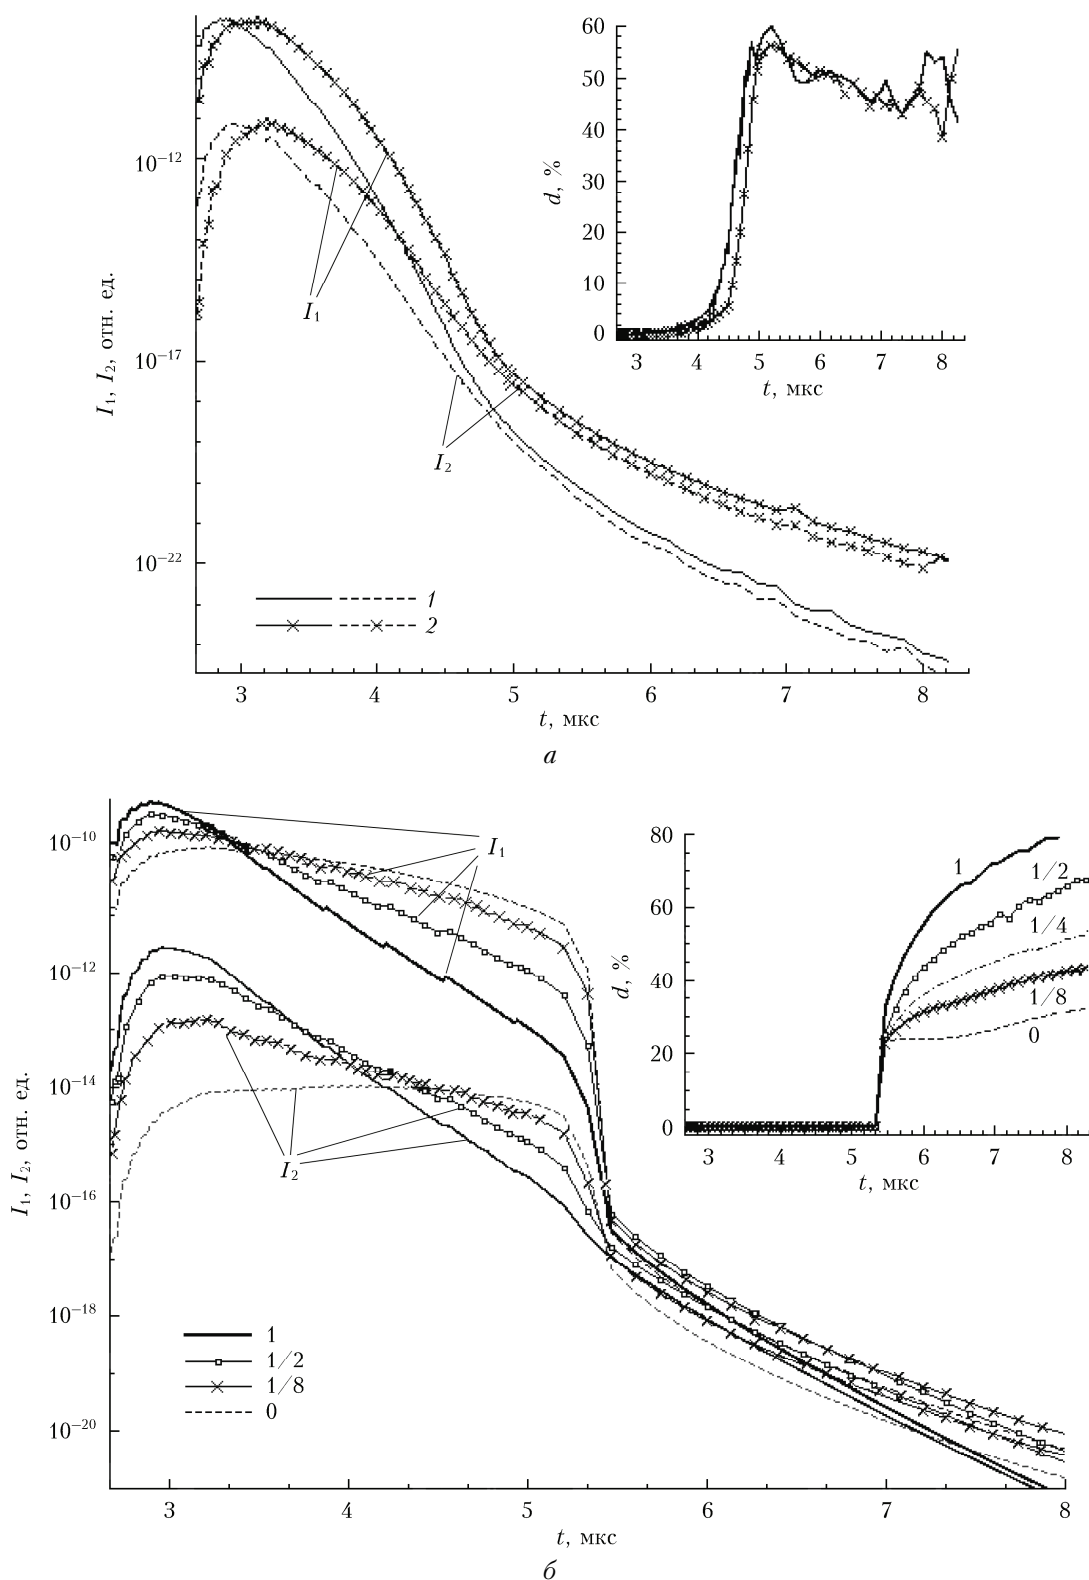 60
50
40
30
20
10
0
d, %
3 4 5 6 7 8
t, мкс
10⁻¹²
10⁻¹⁷
10⁻²²
I₁, I₂, отн. ед.
I₁
I₂
1
2
3 4 5 6 7 8
t, мкс
а
10⁻¹⁰
10⁻¹²
10⁻¹⁴
10⁻¹⁶
10⁻¹⁸
10⁻²⁰
I₁, I₂, отн. ед.
I₁
I₂
80
60
40
20
0
d, %
1
1/2
1/4
1/8
0
3 4 5 6 7 8
t, мкс
1
1/2
1/8
0
3 4 5 6 7 8
t, мкс
б